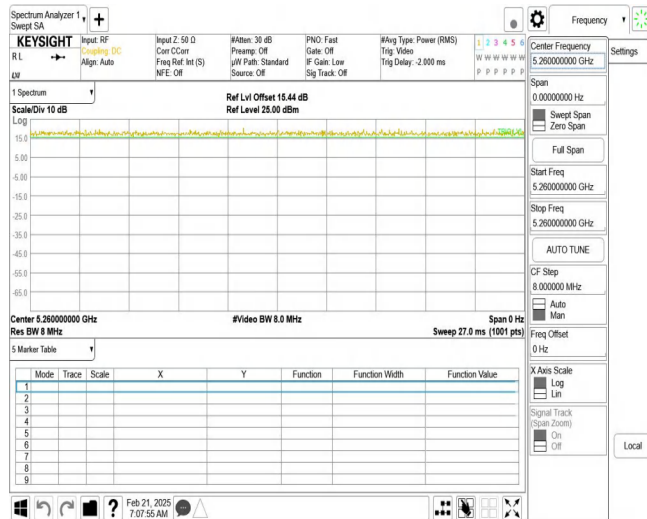 Spectrum Analyzer 1
Swept SA
+
Frequency
KEYSIGHT
R L
Input: RF
Coupling: DC
Align: Auto
Input Z: 50 Ω
Corr CCorr
Freq Ref: Int (S)
NFE: Off
#Atten: 30 dB
Preamp: Off
µW Path: Standard
Source: Off
PNO: Fast
Gate: Off
IF Gain: Low
Sig Track: Off
#Avg Type: Power (RMS)
Trig: Video
Trig Delay: -2.000 ms
1 2 3 4 5 6
W W W W W W
P P P P P P
Center Frequency
5.260000000 GHz
Settings
Span
0.00000000 Hz
Swept Span
Zero Span
Full Span
Start Freq
5.260000000 GHz
Stop Freq
5.260000000 GHz
AUTO TUNE
CF Step
8.000000 MHz
Auto
Man
Freq Offset
0 Hz
X Axis Scale
Log
Lin
Signal Track
(Span Zoom)
On
Off
Local
1 Spectrum
Scale/Div 10 dB
Ref Lvl Offset 15.44 dB
Ref Level 25.00 dBm
Log
15.0
5.00
-5.00
-15.0
-25.0
-35.0
-45.0
-55.0
-65.0
Center 5.260000000 GHz
#Video BW 8.0 MHz
Span 0 Hz
Res BW 8 MHz
Sweep 27.0 ms (1001 pts)
5 Marker Table
Mode Trace Scale X Y Function Function Width Function Value
1
2
3
4
5
6
7
8
9
?
Feb 21, 2025
7:07:55 AM